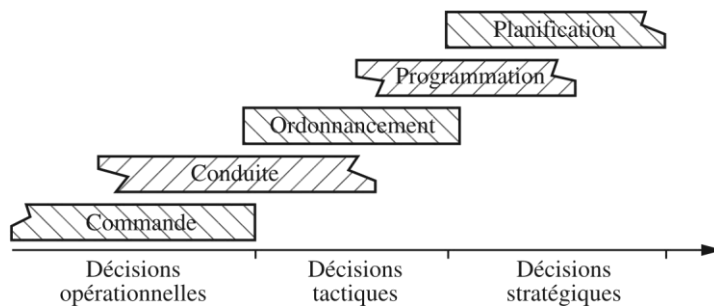 Planification
Programmation
Ordonnancement
Conduite
Commande
Décisions opérationnelles
Décisions tactiques
Décisions stratégiques